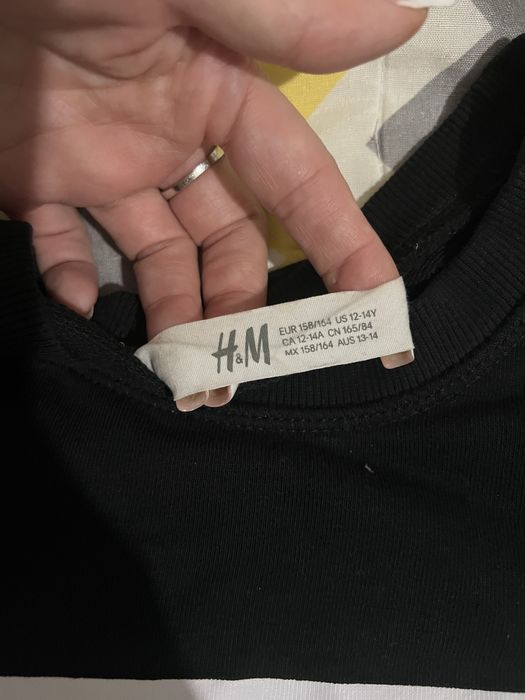 H&M
EUR 158/164 US 12-14Y
CA 12-14A CN 165/84
MX 158/164 AUS 13-14